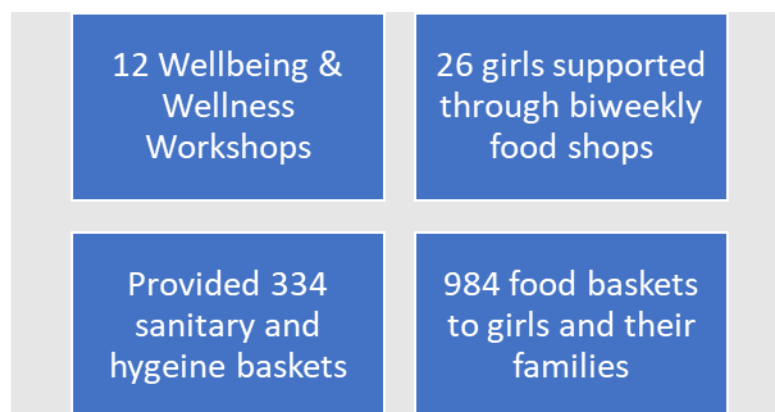 12 Wellbeing &
Wellness
Workshops
26 girls supported
through biweekly
food shops
Provided 334
sanitary and
hygeine baskets
984 food baskets
to girls and their
families